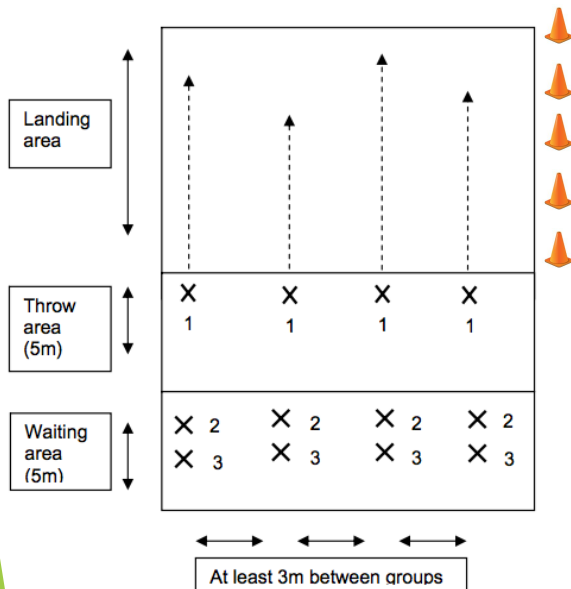 Landing
area
Throw
area
(5m)
1 1 1 1
Waiting
area
(5m)
2 2 2 2
3 3 3 3
At least 3m between groups